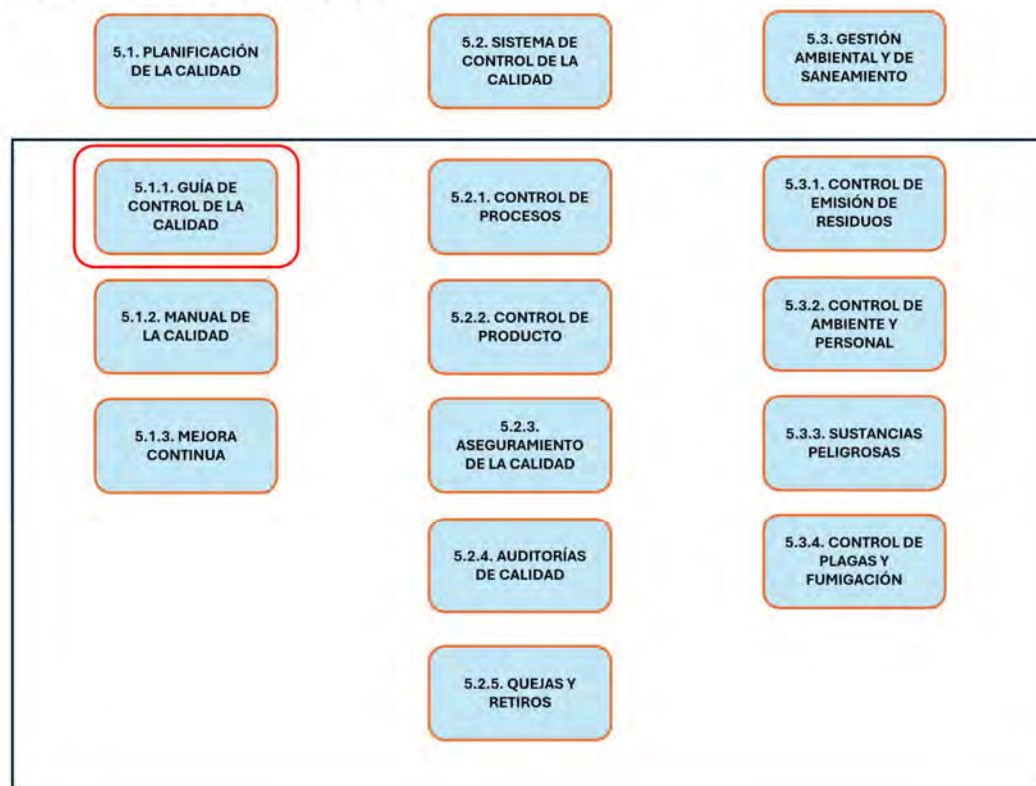 5.1. PLANIFICACIÓN
DE LA CALIDAD
5.2. SISTEMA DE
CONTROL DE LA
CALIDAD
5.3. GESTIÓN
AMBIENTAL Y DE
SANEAMIENTO
5.1.1. GUÍA DE
CONTROL DE LA
CALIDAD
5.2.1. CONTROL DE
PROCESOS
5.3.1. CONTROL DE
EMISIÓN DE
RESIDUOS
5.1.2. MANUAL DE
LA CALIDAD
5.2.2. CONTROL DE
PRODUCTO
5.3.2. CONTROL DE
AMBIENTE Y
PERSONAL
5.1.3. MEJORA
CONTINUA
5.2.3.
ASEGURAMIENTO
DE LA CALIDAD
5.3.3. SUSTANCIAS
PELIGROSAS
5.2.4. AUDITORÍAS
DE CALIDAD
5.3.4. CONTROL DE
PLAGAS Y
FUMIGACIÓN
5.2.5. QUEJAS Y
RETIROS